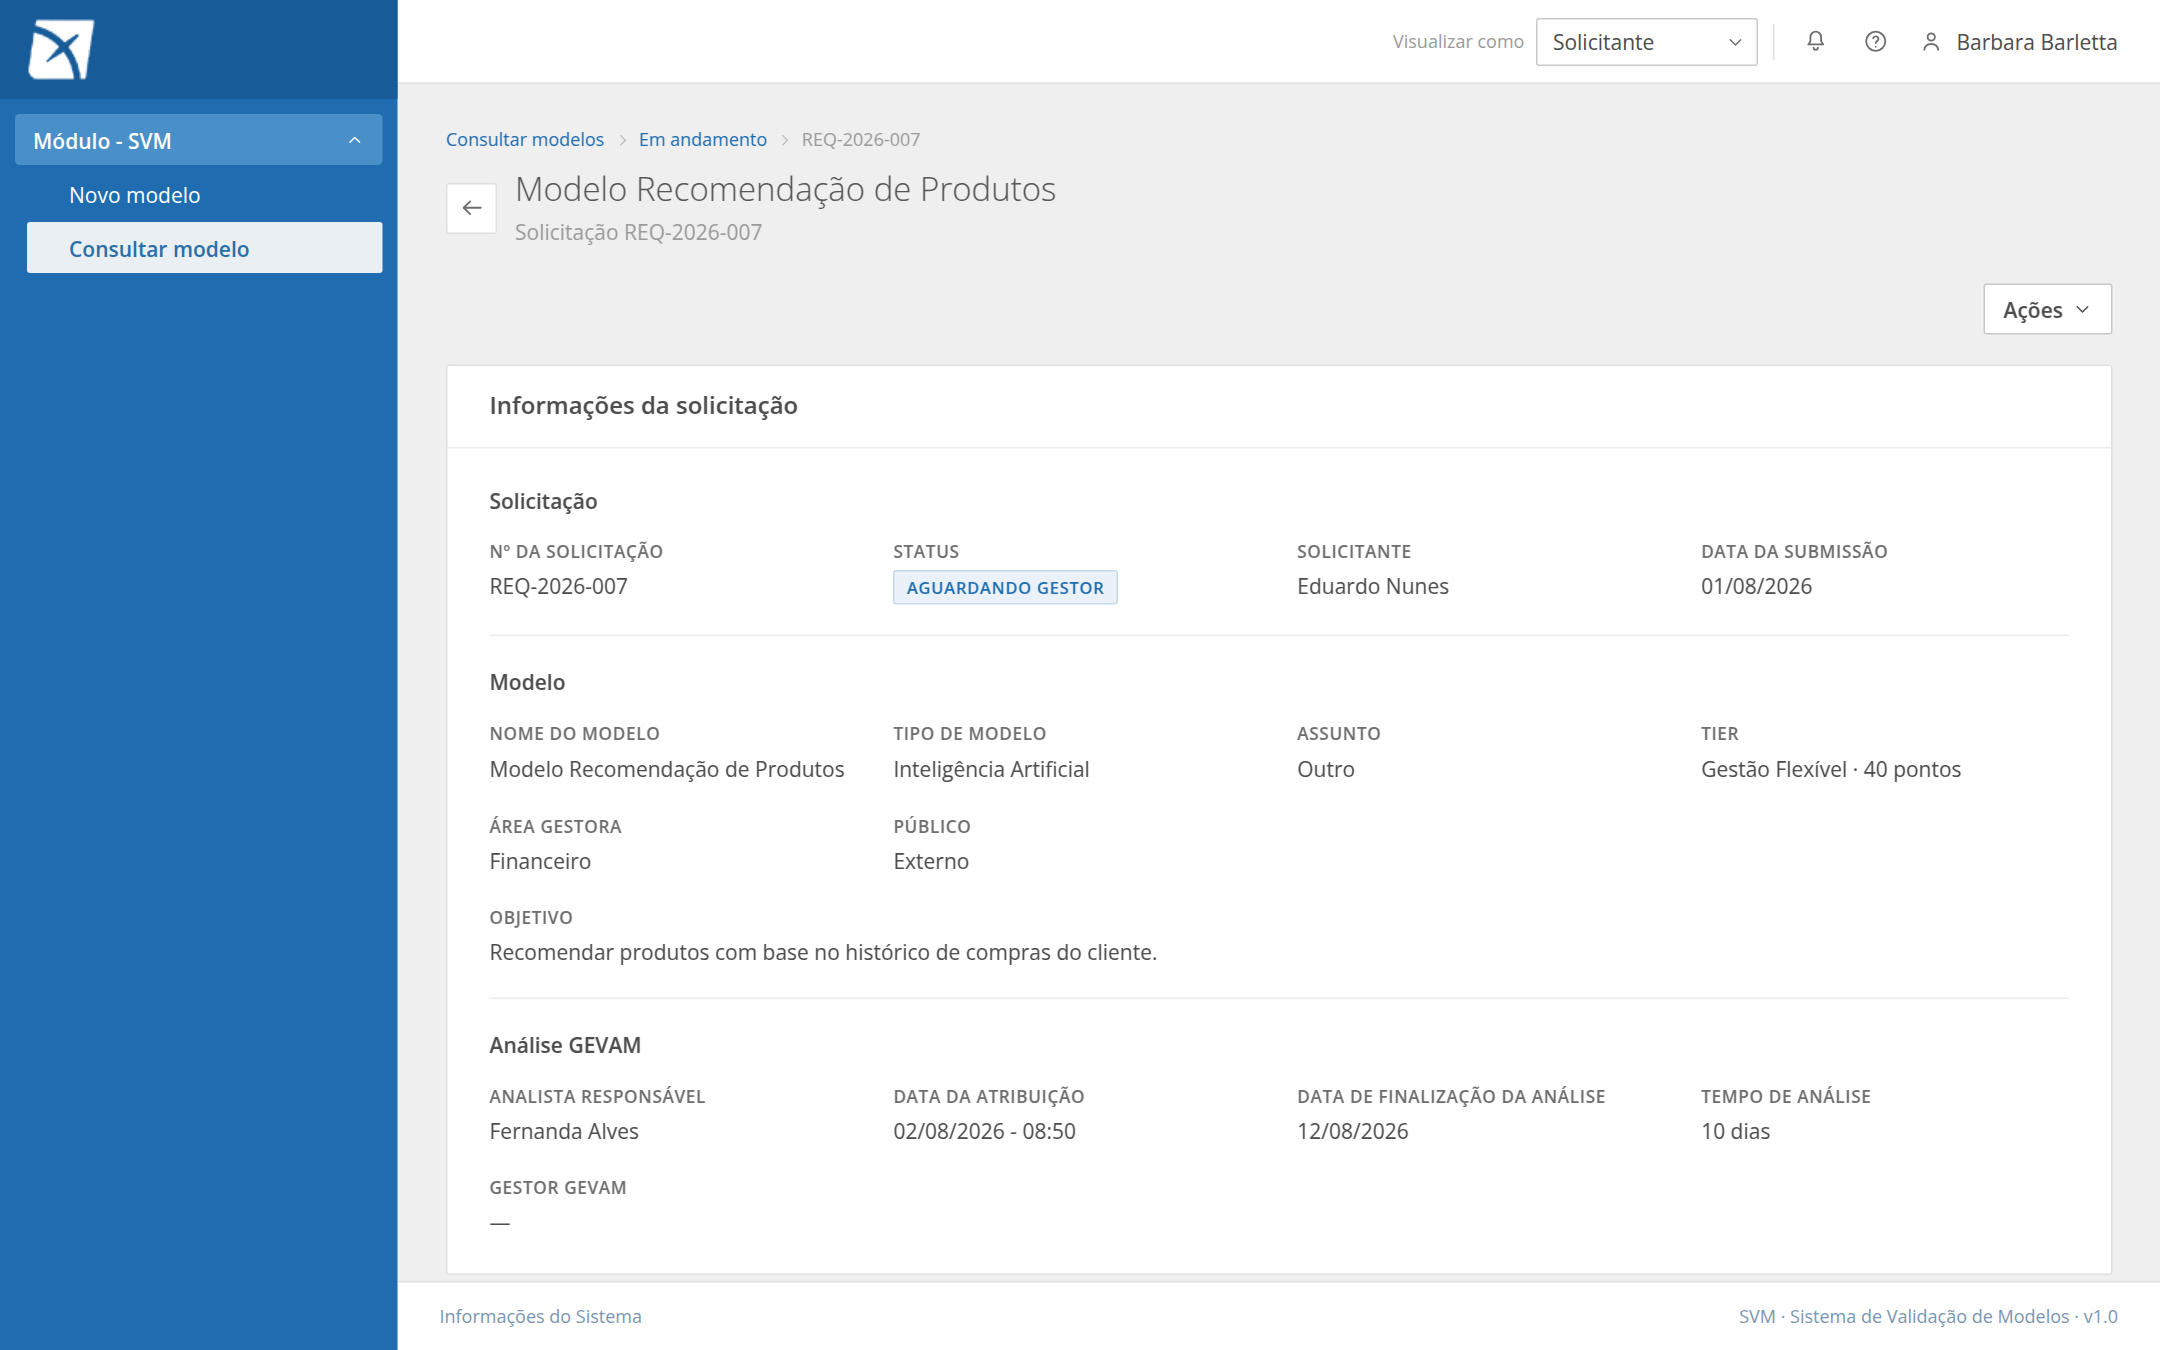 Visualizar como
Solicitante
Barbara Barletta
Módulo - SVM
Novo modelo
Consultar modelo
Consultar modelos > Em andamento > REQ-2026-007
Modelo Recomendação de Produtos
Solicitação REQ-2026-007
Ações
Informações da solicitação
Solicitação
Nº DA SOLICITAÇÃO
REQ-2026-007
STATUS
AGUARDANDO GESTOR
SOLICITANTE
Eduardo Nunes
DATA DA SUBMISSÃO
01/08/2026
Modelo
NOME DO MODELO
Modelo Recomendação de Produtos
TIPO DE MODELO
Inteligência Artificial
ASSUNTO
Outro
TIER
Gestão Flexível · 40 pontos
ÁREA GESTORA
Financeiro
PÚBLICO
Externo
OBJETIVO
Recomendar produtos com base no histórico de compras do cliente.
Análise GEVAM
ANALISTA RESPONSÁVEL
Fernanda Alves
DATA DA ATRIBUIÇÃO
02/08/2026 - 08:50
DATA DE FINALIZAÇÃO DA ANÁLISE
12/08/2026
TEMPO DE ANÁLISE
10 dias
GESTOR GEVAM
—
Informações do Sistema
SVM · Sistema de Validação de Modelos · v1.0